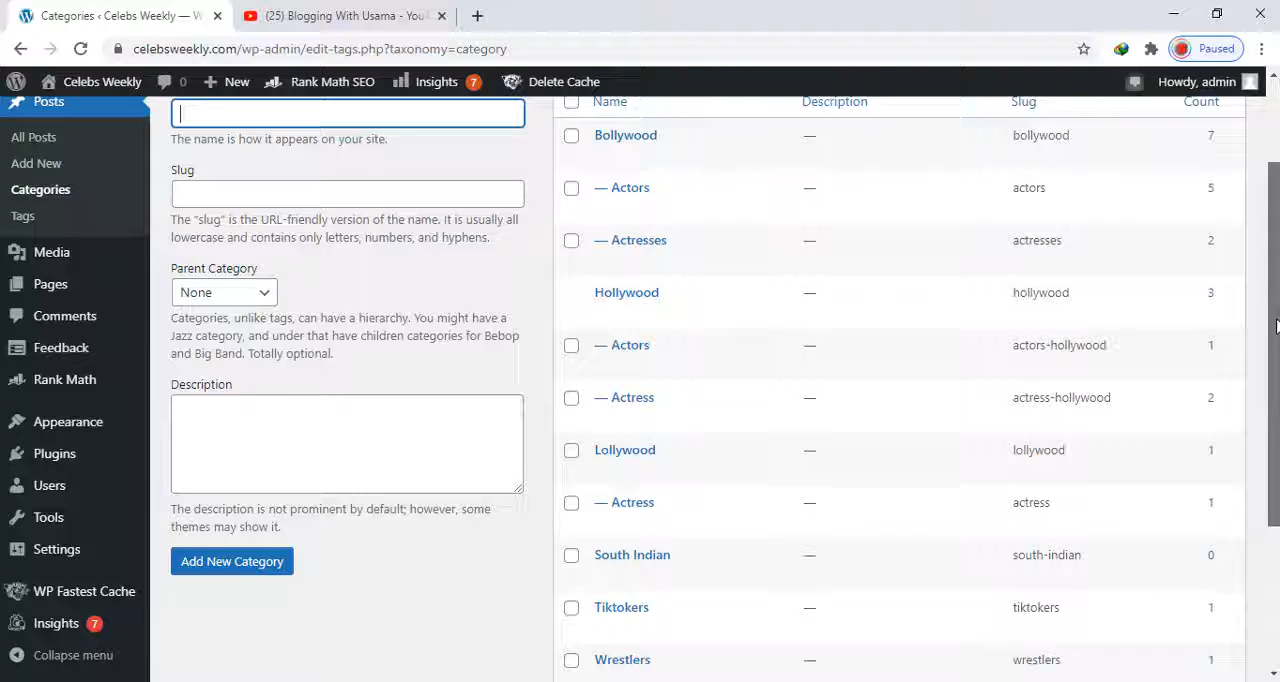 Categories ‹ Celebs Weekly — W
(25) Blogging With Usama - You
celebsweekly.com/wp-admin/edit-tags.php?taxonomy=category
Paused
Celebs Weekly
0
New
Rank Math SEO
Insights 7
Delete Cache
Howdy, admin
Posts
All Posts
Add New
Categories
Tags
Media
Pages
Comments
Feedback
Rank Math
Appearance
Plugins
Users
Tools
Settings
WP Fastest Cache
Insights 7
Collapse menu
The name is how it appears on your site.
Slug
The "slug" is the URL-friendly version of the name. It is usually all
lowercase and contains only letters, numbers, and hyphens.
Parent Category
None
Categories, unlike tags, can have a hierarchy. You might have a
Jazz category, and under that have children categories for Bebop
and Big Band. Totally optional.
Description
The description is not prominent by default; however, some
themes may show it.
Add New Category
Name Description Slug Count
Bollywood — bollywood 7
— Actors — actors 5
— Actresses — actresses 2
Hollywood — hollywood 3
— Actors — actors-hollywood 1
— Actress — actress-hollywood 2
Lollywood — lollywood 1
— Actress — actress 1
South Indian — south-indian 0
Tiktokers — tiktokers 1
Wrestlers — wrestlers 1